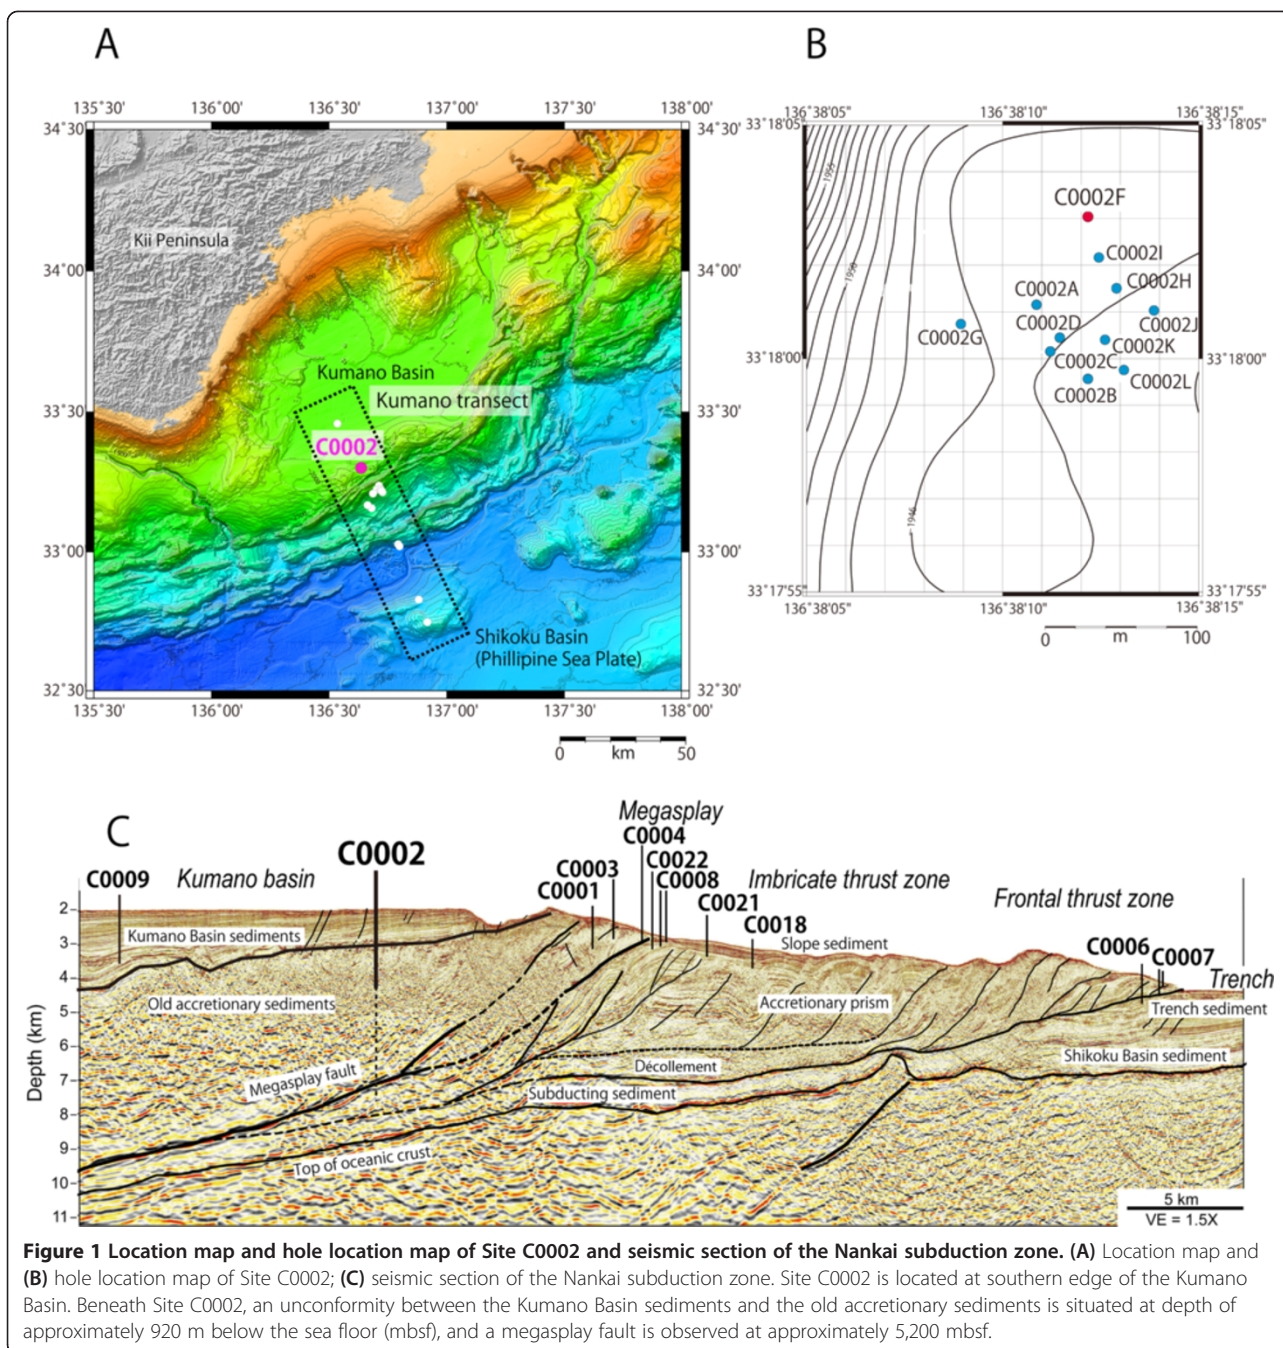 A
135˚30'
136˚00'
136˚30'
137˚00'
137˚30'
138˚00'
34˚30'
34˚30'
Kii Peninsula
34˚00'
34˚00'
Kumano Basin
Kumano transect
33˚30'
33˚30'
C0002
33˚00'
33˚00'
Shikoku Basin
(Phillipine Sea Plate)
32˚30'
32˚30'
135˚30'
136˚00'
136˚30'
137˚00'
137˚30'
138˚00'
0 km 50
B
136˚38'05"
136˚38'10"
136˚38'15"
33˚18'05"
33˚18'05"
1955
C0002F
C0002I
1950
C0002H
C0002A
C0002D
C0002J
C0002G
C0002K
33˚18'00"
33˚18'00"
C0002C
C0002L
C0002B
1946
33˚17'55"
33˚17'55"
136˚38'05"
136˚38'10"
136˚38'15"
0 m 100
C
Megasplay
C0004
C0002
C0022
C0003
C0009
Kumano basin
C0008
Imbricate thrust zone
C0001
Frontal thrust zone
C0021
2
C0018
Kumano Basin sediments
3
Slope sediment
C0006
C0007
4
Trench
Old accretionary sediments
Accretionary prism
5
Trench sediment
Depth (km)
6
Shikoku Basin sediment
Décollement
7
Megasplay fault
Subducting sediment
8
9
Top of oceanic crust
10
5 km
11
VE = 1.5X
Figure 1 Location map and hole location map of Site C0002 and seismic section of the Nankai subduction zone. (A) Location map and
(B) hole location map of Site C0002; (C) seismic section of the Nankai subduction zone. Site C0002 is located at southern edge of the Kumano
Basin. Beneath Site C0002, an unconformity between the Kumano Basin sediments and the old accretionary sediments is situated at depth of
approximately 920 m below the sea floor (mbsf), and a megasplay fault is observed at approximately 5,200 mbsf.